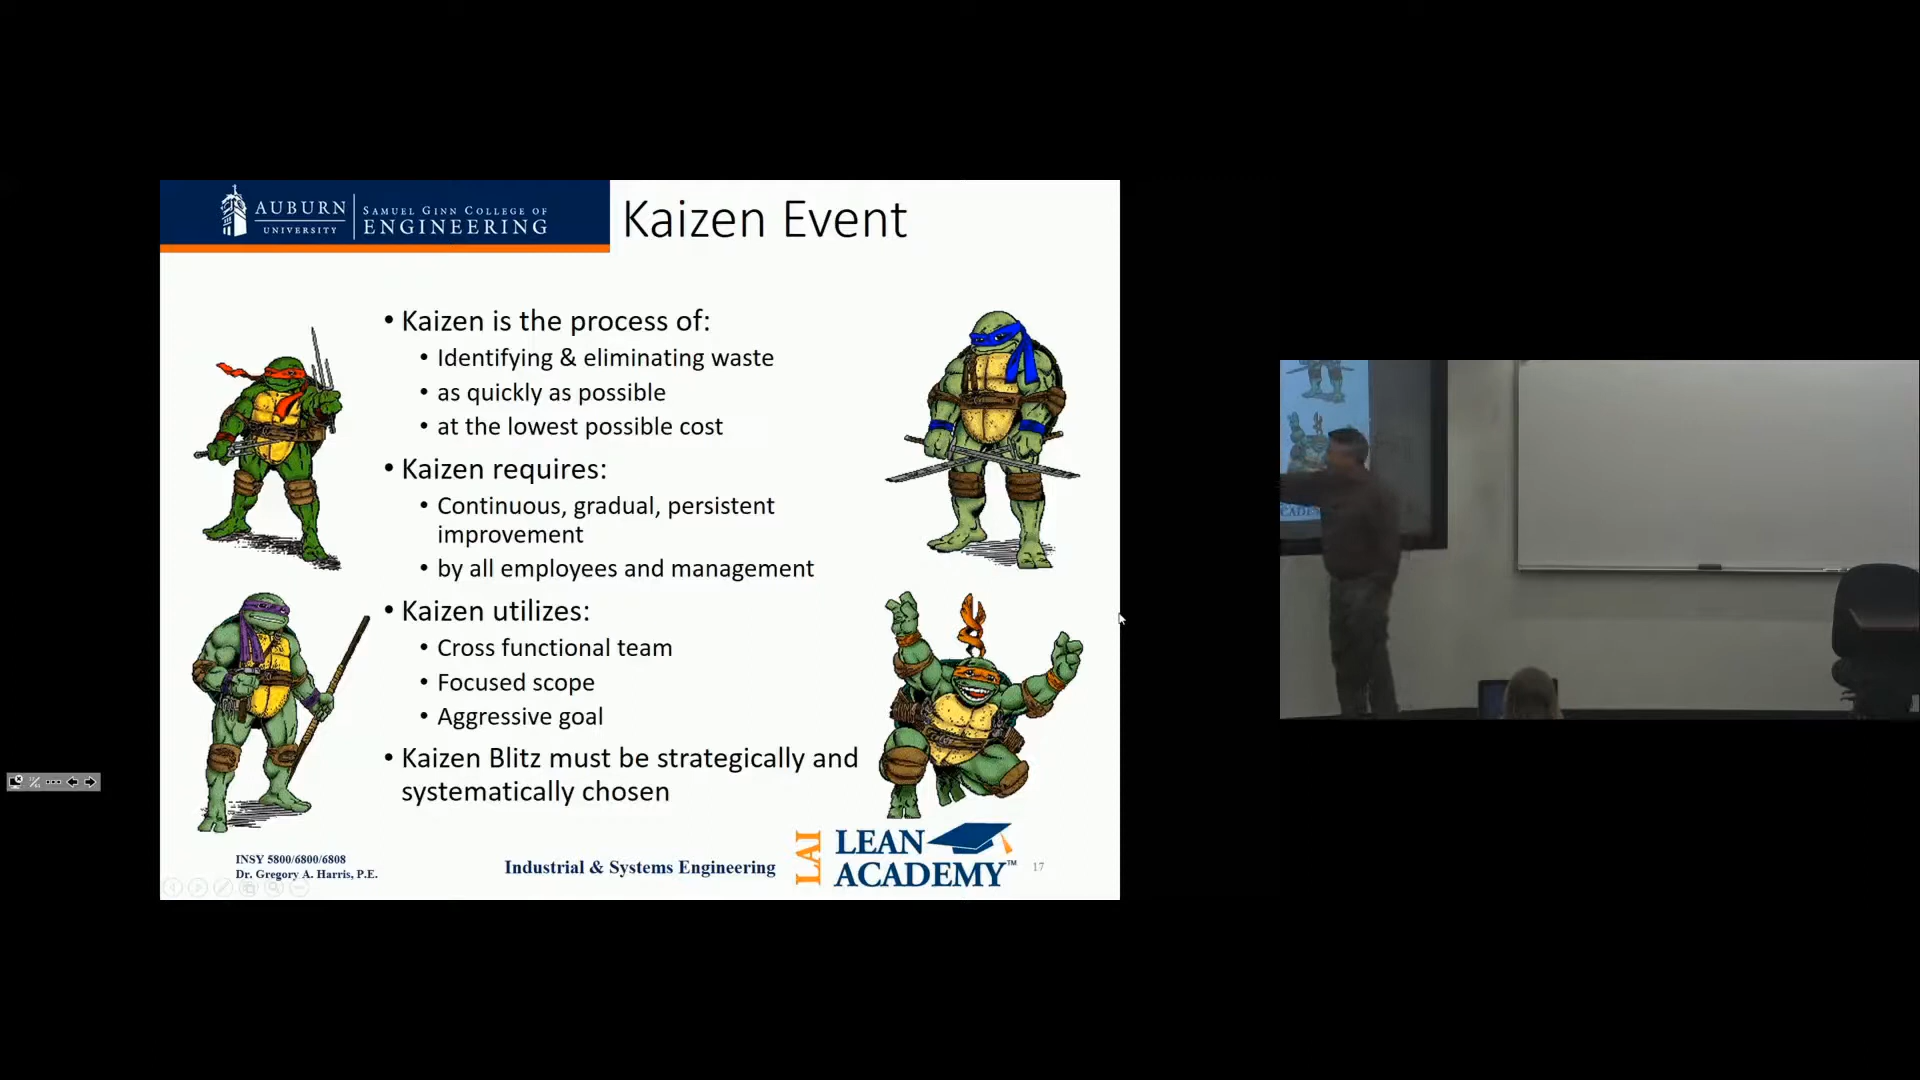 AUBURN
UNIVERSITY
SAMUEL GINN COLLEGE OF
ENGINEERING
Kaizen Event
• Kaizen is the process of:
• Identifying & eliminating waste
• as quickly as possible
• at the lowest possible cost
• Kaizen requires:
• Continuous, gradual, persistent
improvement
• by all employees and management
• Kaizen utilizes:
• Cross functional team
• Focused scope
• Aggressive goal
• Kaizen Blitz must be strategically and
systematically chosen
INSY 5800/6800/6808
Dr. Gregory A. Harris, P.E.
Industrial & Systems Engineering
LAI
LEAN
ACADEMY™
17